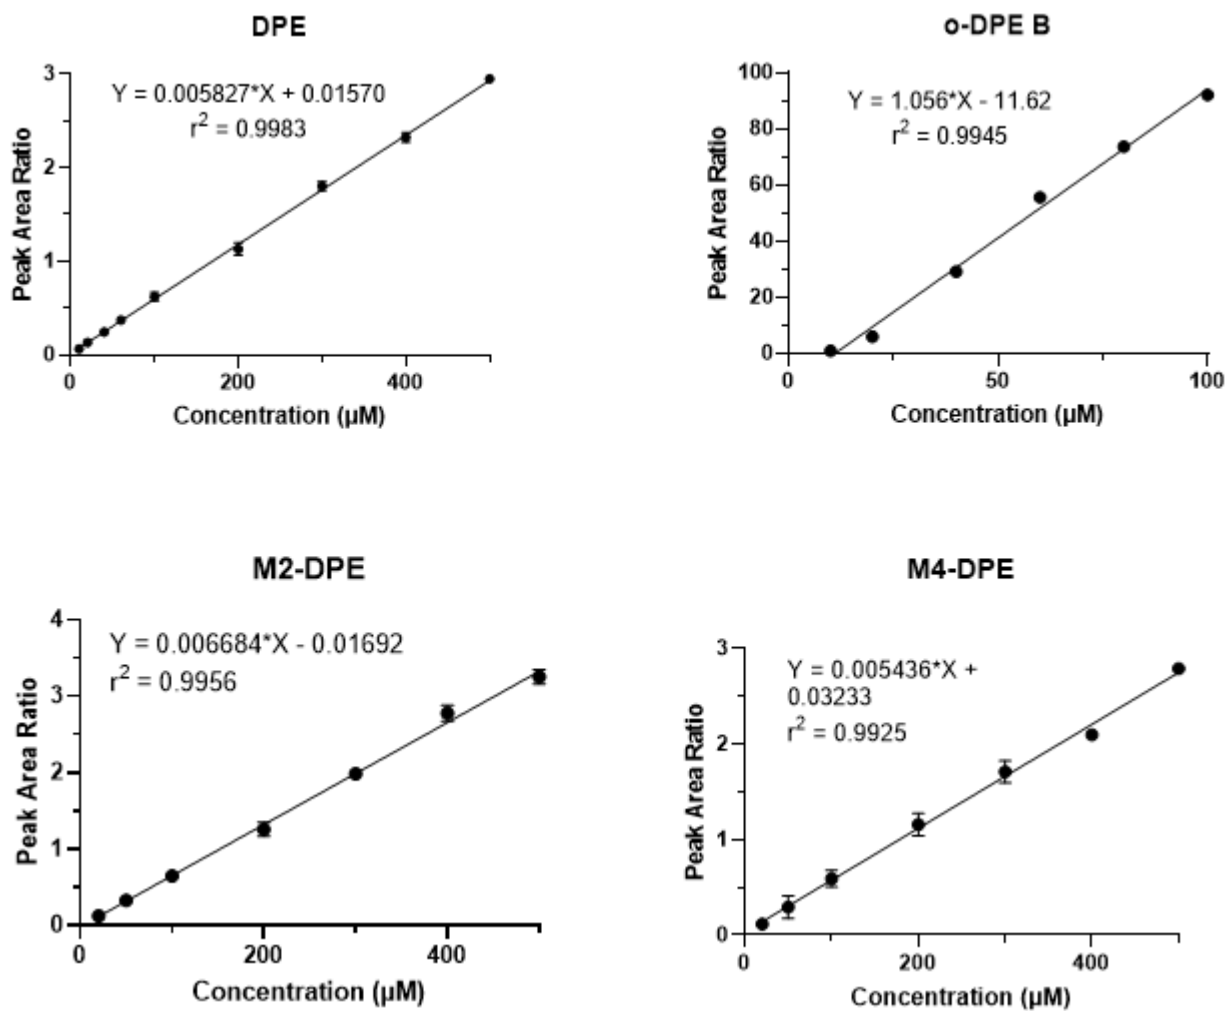 DPE
Y = 0.005827*X + 0.01570
r² = 0.9983
Peak Area Ratio
3
2
1
0
0
200
400
Concentration (µM)
o-DPE B
Y = 1.056*X - 11.62
r² = 0.9945
Peak Area Ratio
100
80
60
40
20
0
0
50
100
Concentration (µM)
M2-DPE
Y = 0.006684*X - 0.01692
r² = 0.9956
Peak Area Ratio
4
3
2
1
0
0
200
400
Concentration (µM)
M4-DPE
Y = 0.005436*X +
0.03233
r² = 0.9925
Peak Area Ratio
3
2
1
0
0
200
400
Concentration (µM)